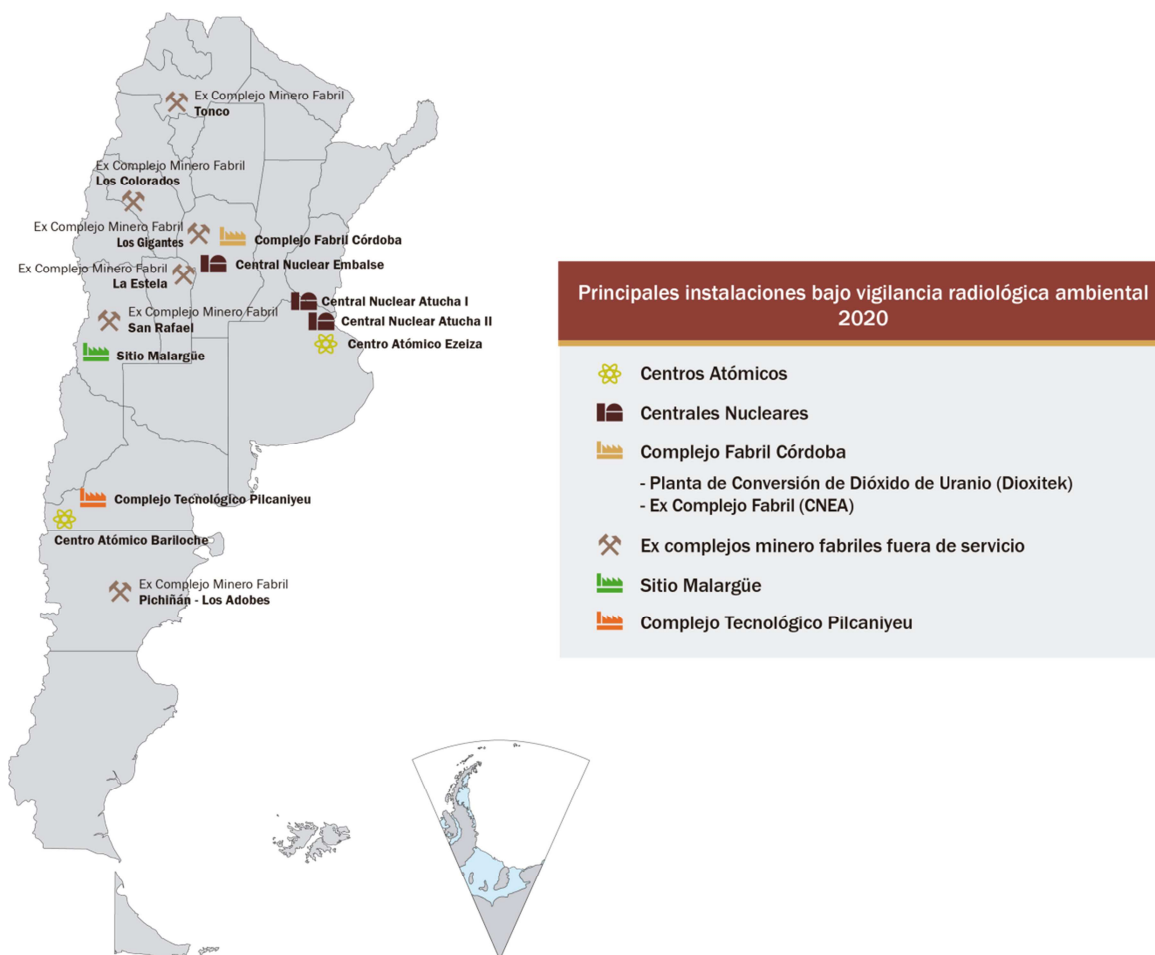 Ex Complejo Minero Fabril
Tonco
Ex Complejo Minero Fabril
Los Colorados
Ex Complejo Minero Fabril
Los Gigantes
Complejo Fabril Córdoba
Central Nuclear Embalse
Ex Complejo Minero Fabril
La Estela
Central Nuclear Atucha I
Ex Complejo Minero Fabril
San Rafael
Central Nuclear Atucha II
Centro Atómico Ezeiza
Sitio Malargüe
Complejo Tecnológico Pilcaniyeu
Centro Atómico Bariloche
Ex Complejo Minero Fabril
Pichiñán - Los Adobes
Principales instalaciones bajo vigilancia radiológica ambiental
2020
Centros Atómicos
Centrales Nucleares
Complejo Fabril Córdoba
- Planta de Conversión de Dióxido de Uranio (Dioxitek)
- Ex Complejo Fabril (CNEA)
Ex complejos minero fabriles fuera de servicio
Sitio Malargüe
Complejo Tecnológico Pilcaniyeu